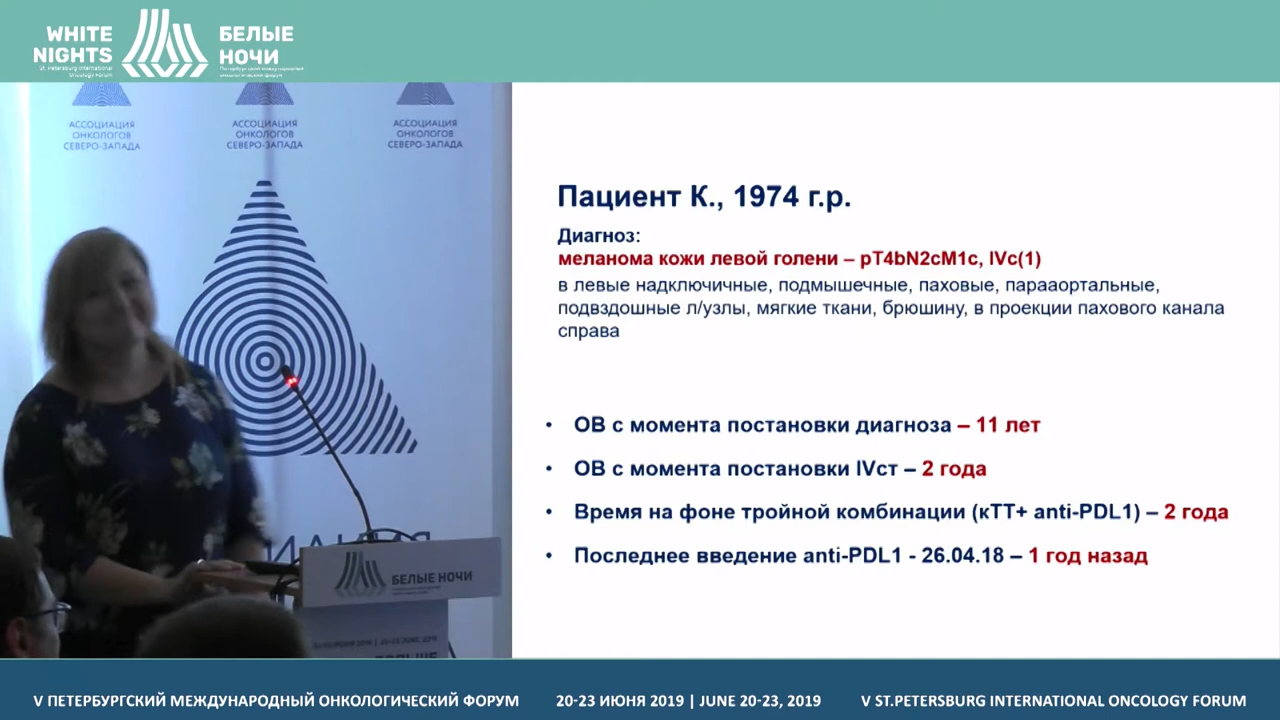 WHITE
NIGHTS
St. Petersburg International
Oncology Forum
БЕЛЫЕ
НОЧИ
Петербургский международный
онкологический форум
АССОЦИАЦИЯ
ОНКОЛОГОВ
СЕВЕРО-ЗАПАДА
АССОЦИАЦИЯ
ОНКОЛОГОВ
СЕВЕРО-ЗАПАДА
АССОЦИАЦИЯ
ОНКОЛОГОВ
СЕВЕРО-ЗАПАДА
БЕЛЫЕ НОЧИ
Пациент К., 1974 г.р.
Диагноз:
меланома кожи левой голени – pT4bN2cM1c, IVc(1)
в левые надключичные, подмышечные, паховые, парааортальные,
подвздошные л/узлы, мягкие ткани, брюшину, в проекции пахового канала
справа
• ОВ с момента постановки диагноза – 11 лет
• ОВ с момента постановки IVст – 2 года
• Время на фоне тройной комбинации (кТТ+ anti-PDL1) – 2 года
• Последнее введение anti-PDL1 - 26.04.18 – 1 год назад
V ПЕТЕРБУРГСКИЙ МЕЖДУНАРОДНЫЙ ОНКОЛОГИЧЕСКИЙ ФОРУМ
20-23 ИЮНЯ 2019 | JUNE 20-23, 2019
V ST.PETERSBURG INTERNATIONAL ONCOLOGY FORUM